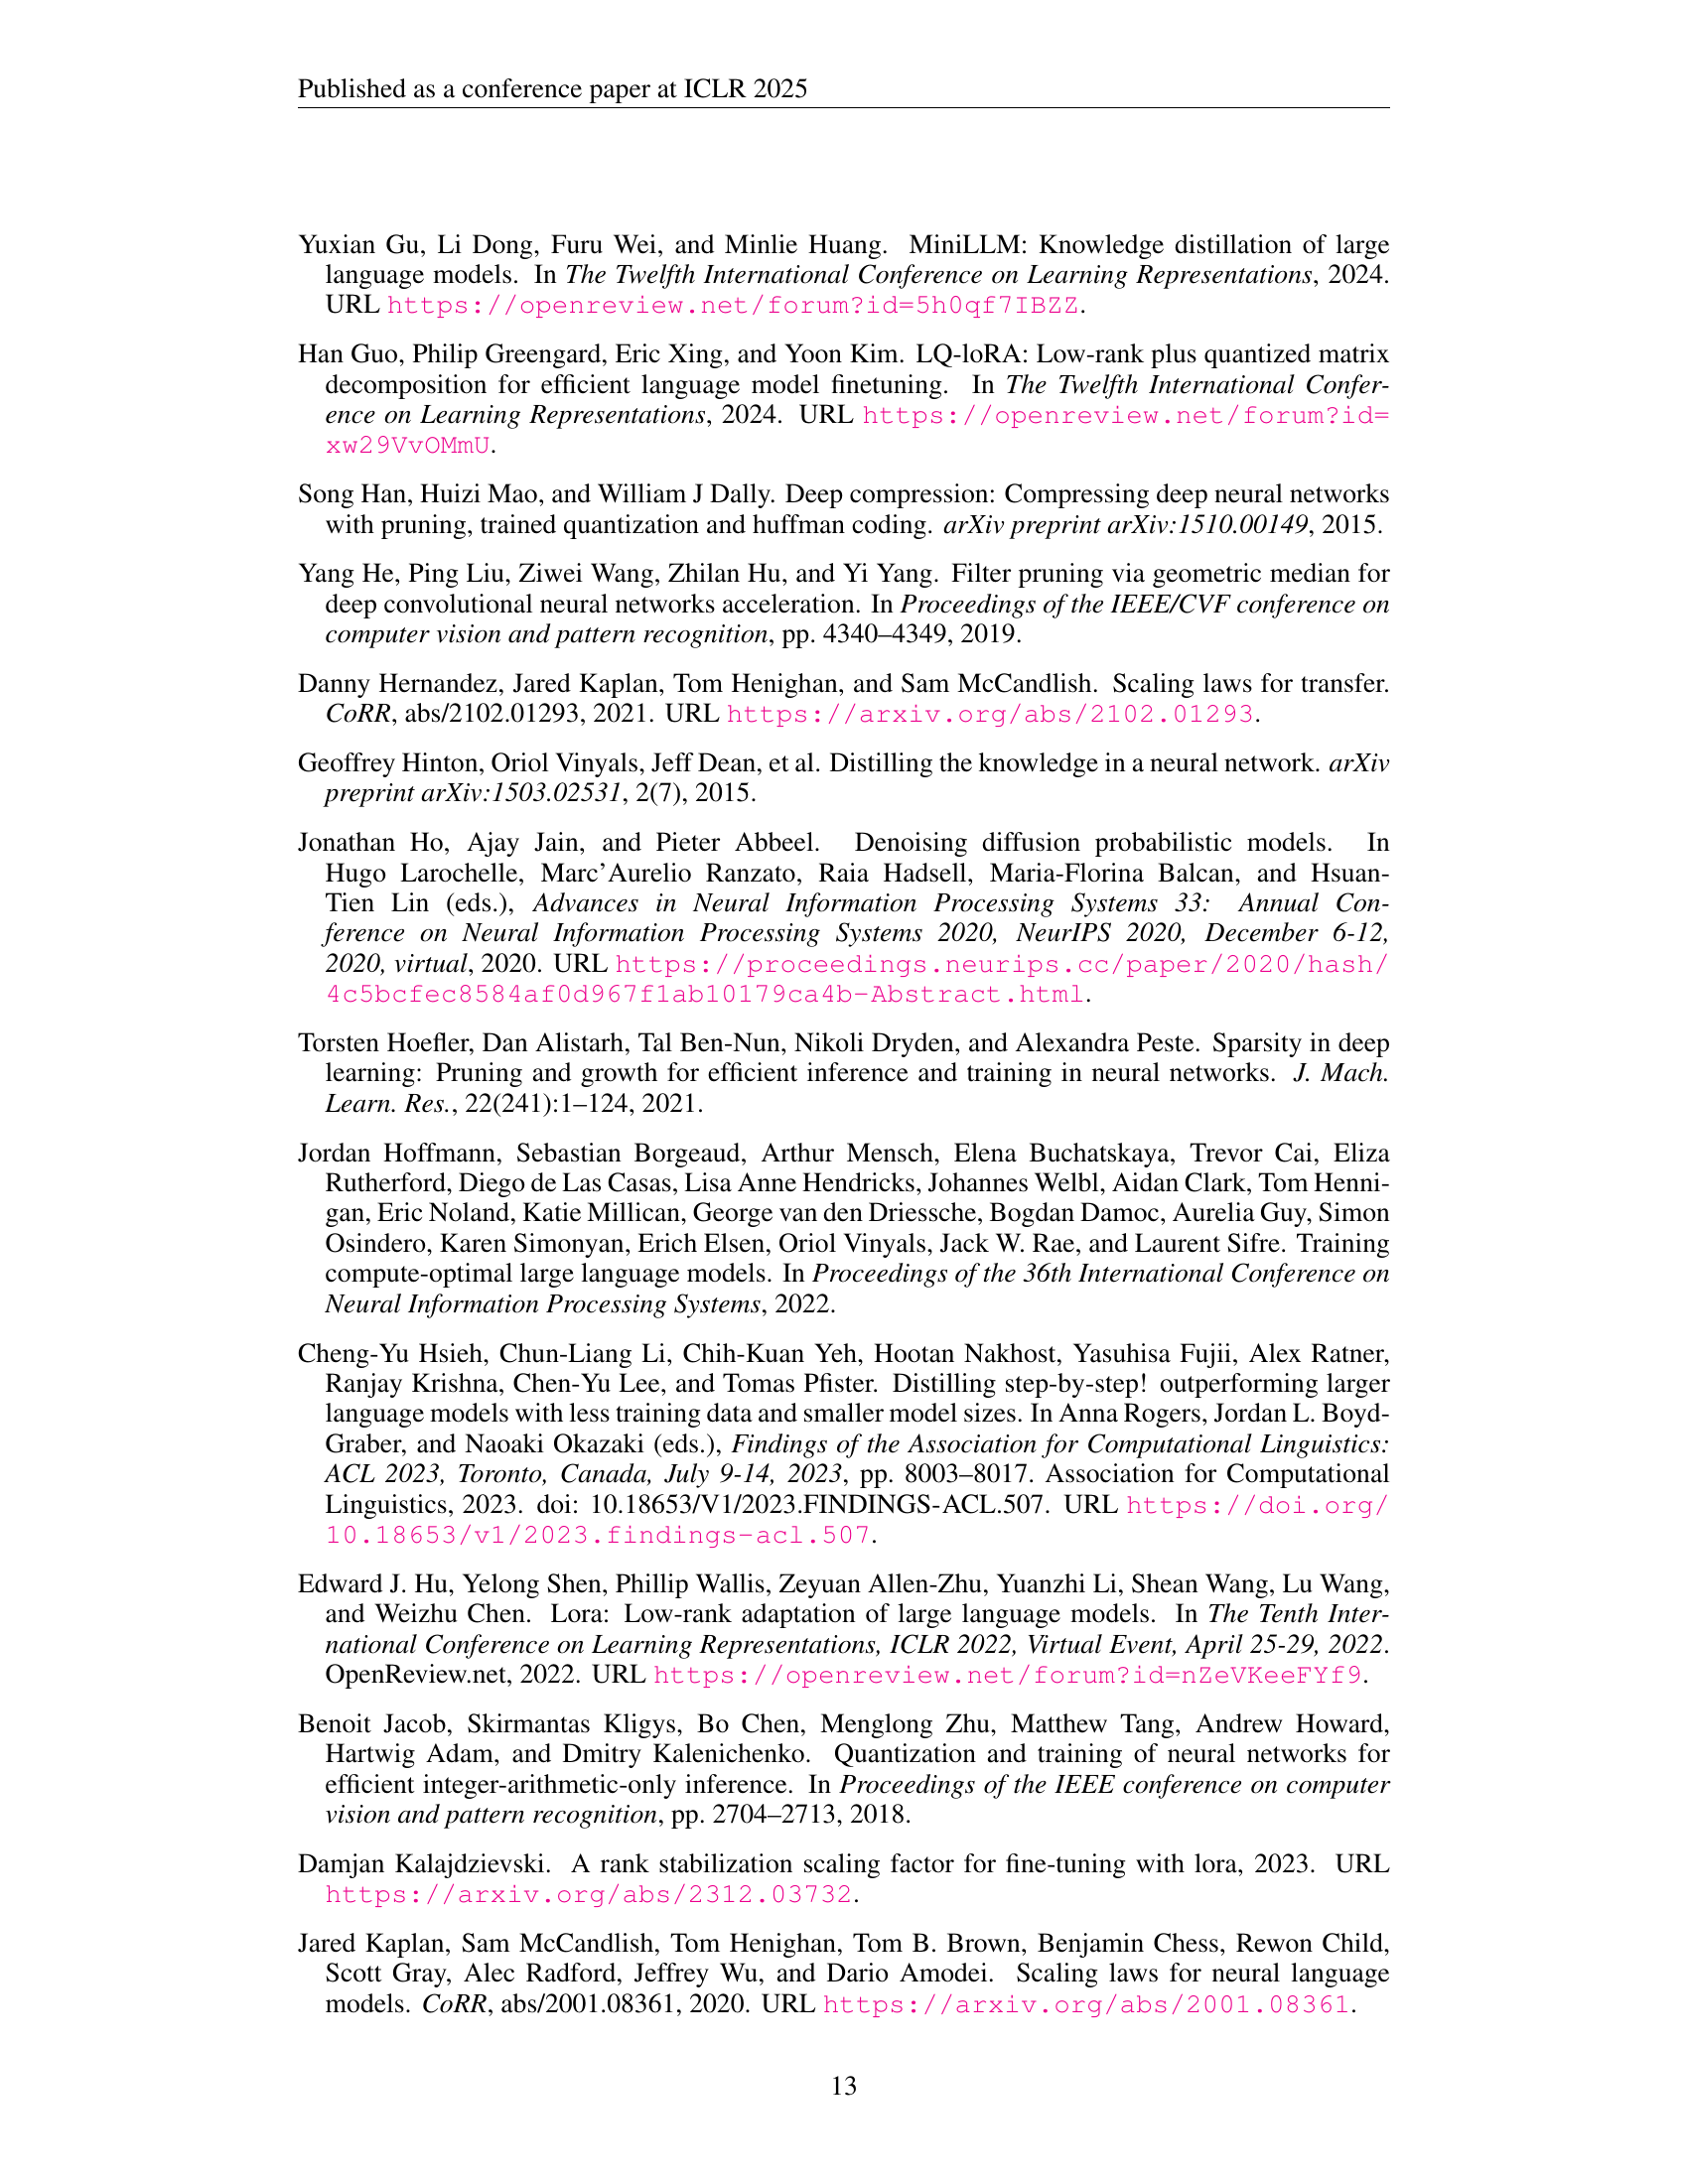 Published as a conference paper at ICLR 2025
Yuxian Gu, Li Dong, Furu Wei, and Minlie Huang. MiniLLM: Knowledge distillation of large
language models. In The Twelfth International Conference on Learning Representations, 2024.
URL https://openreview.net/forum?id=5h0qf7IBZZ.
Han Guo, Philip Greengard, Eric Xing, and Yoon Kim. LQ-loRA: Low-rank plus quantized matrix
decomposition for efficient language model finetuning. In The Twelfth International Confer-
ence on Learning Representations, 2024. URL https://openreview.net/forum?id=
xw29VvOMmU.
Song Han, Huizi Mao, and William J Dally. Deep compression: Compressing deep neural networks
with pruning, trained quantization and huffman coding. arXiv preprint arXiv:1510.00149, 2015.
Yang He, Ping Liu, Ziwei Wang, Zhilan Hu, and Yi Yang. Filter pruning via geometric median for
deep convolutional neural networks acceleration. In Proceedings of the IEEE/CVF conference on
computer vision and pattern recognition, pp. 4340–4349, 2019.
Danny Hernandez, Jared Kaplan, Tom Henighan, and Sam McCandlish. Scaling laws for transfer.
CoRR, abs/2102.01293, 2021. URL https://arxiv.org/abs/2102.01293.
Geoffrey Hinton, Oriol Vinyals, Jeff Dean, et al. Distilling the knowledge in a neural network. arXiv
preprint arXiv:1503.02531, 2(7), 2015.
Jonathan Ho, Ajay Jain, and Pieter Abbeel. Denoising diffusion probabilistic models. In
Hugo Larochelle, Marc'Aurelio Ranzato, Raia Hadsell, Maria-Florina Balcan, and Hsuan-
Tien Lin (eds.), Advances in Neural Information Processing Systems 33: Annual Con-
ference on Neural Information Processing Systems 2020, NeurIPS 2020, December 6-12,
2020, virtual, 2020. URL https://proceedings.neurips.cc/paper/2020/hash/
4c5bcfec8584af0d967f1ab10179ca4b-Abstract.html.
Torsten Hoefler, Dan Alistarh, Tal Ben-Nun, Nikoli Dryden, and Alexandra Peste. Sparsity in deep
learning: Pruning and growth for efficient inference and training in neural networks. J. Mach.
Learn. Res., 22(241):1–124, 2021.
Jordan Hoffmann, Sebastian Borgeaud, Arthur Mensch, Elena Buchatskaya, Trevor Cai, Eliza
Rutherford, Diego de Las Casas, Lisa Anne Hendricks, Johannes Welbl, Aidan Clark, Tom Henni-
gan, Eric Noland, Katie Millican, George van den Driessche, Bogdan Damoc, Aurelia Guy, Simon
Osindero, Karen Simonyan, Erich Elsen, Oriol Vinyals, Jack W. Rae, and Laurent Sifre. Training
compute-optimal large language models. In Proceedings of the 36th International Conference on
Neural Information Processing Systems, 2022.
Cheng-Yu Hsieh, Chun-Liang Li, Chih-Kuan Yeh, Hootan Nakhost, Yasuhisa Fujii, Alex Ratner,
Ranjay Krishna, Chen-Yu Lee, and Tomas Pfister. Distilling step-by-step! outperforming larger
language models with less training data and smaller model sizes. In Anna Rogers, Jordan L. Boyd-
Graber, and Naoaki Okazaki (eds.), Findings of the Association for Computational Linguistics:
ACL 2023, Toronto, Canada, July 9-14, 2023, pp. 8003–8017. Association for Computational
Linguistics, 2023. doi: 10.18653/V1/2023.FINDINGS-ACL.507. URL https://doi.org/
10.18653/v1/2023.findings-acl.507.
Edward J. Hu, Yelong Shen, Phillip Wallis, Zeyuan Allen-Zhu, Yuanzhi Li, Shean Wang, Lu Wang,
and Weizhu Chen. Lora: Low-rank adaptation of large language models. In The Tenth Inter-
national Conference on Learning Representations, ICLR 2022, Virtual Event, April 25-29, 2022.
OpenReview.net, 2022. URL https://openreview.net/forum?id=nZeVKeeFYf9.
Benoit Jacob, Skirmantas Kligys, Bo Chen, Menglong Zhu, Matthew Tang, Andrew Howard,
Hartwig Adam, and Dmitry Kalenichenko. Quantization and training of neural networks for
efficient integer-arithmetic-only inference. In Proceedings of the IEEE conference on computer
vision and pattern recognition, pp. 2704–2713, 2018.
Damjan Kalajdzievski. A rank stabilization scaling factor for fine-tuning with lora, 2023. URL
https://arxiv.org/abs/2312.03732.
Jared Kaplan, Sam McCandlish, Tom Henighan, Tom B. Brown, Benjamin Chess, Rewon Child,
Scott Gray, Alec Radford, Jeffrey Wu, and Dario Amodei. Scaling laws for neural language
models. CoRR, abs/2001.08361, 2020. URL https://arxiv.org/abs/2001.08361.
13